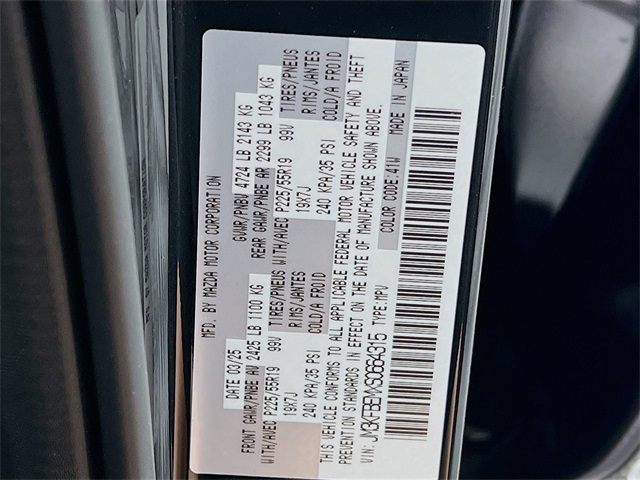 MFD. BY MAZDA MOTOR CORPORATION
DATE 03/25 GVWR/PNBV 4724 LB 2143 KG
FRONT GAWR/PNBE AV 2425 LB 1100 KG REAR GAWR/PNBE AR 2299 LB 1043 KG
WITH/AVEC P225/55R19 99V TIRES/PNEUS WITH/AVEC P225/55R19 99V TIRES/PNEUS
19X7J RIMS/JANTES 19X7J RIMS/JANTES
240 KPA/35 PSI COLD/A FROID 240 KPA/35 PSI COLD/A FROID
THIS VEHICLE CONFORMS TO ALL APPLICABLE FEDERAL MOTOR VEHICLE SAFETY AND THEFT
PREVENTION STANDARDS IN EFFECT ON THE DATE OF MANUFACTURE SHOWN ABOVE.
VIN: TYPE:MPV COLOR CODE:41W MADE IN JAPAN